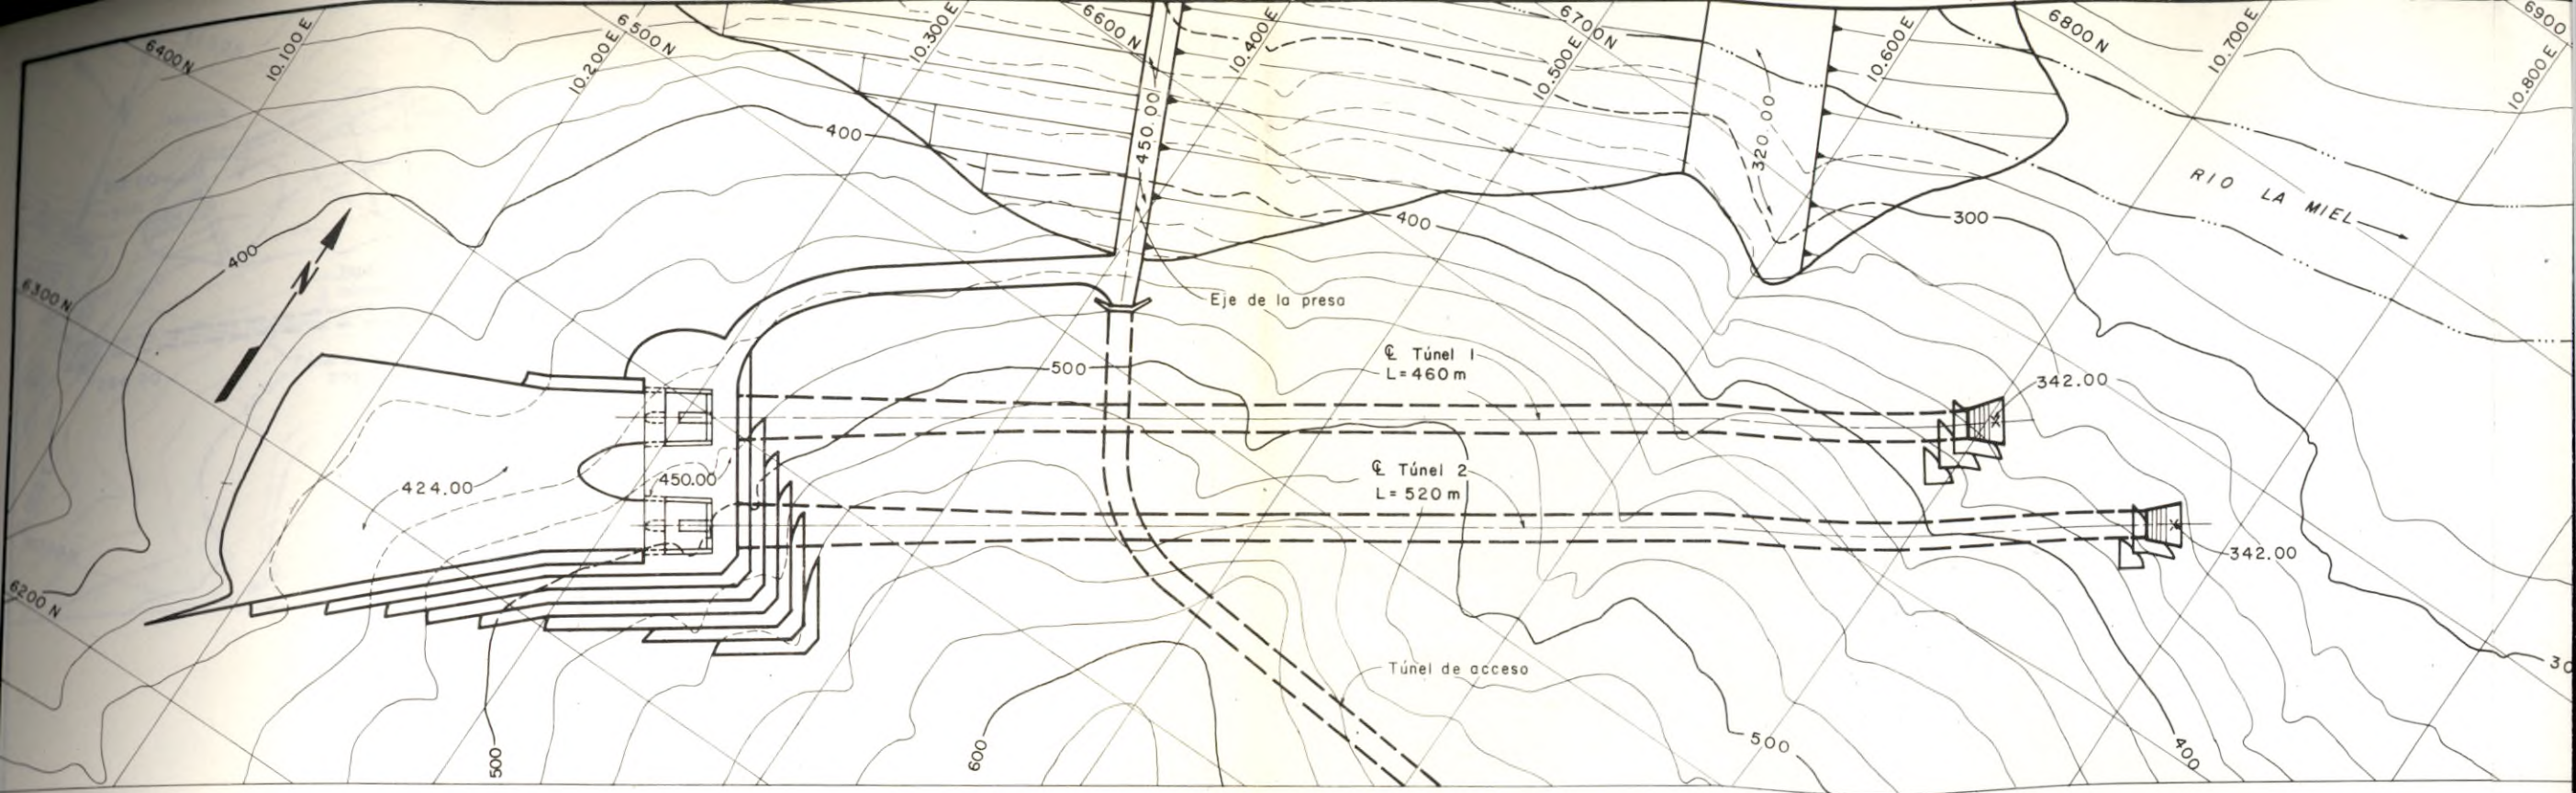 6400 N
10.100 E
10.200 E
6500 N
10.300 E
6600 N
10.400 E
10.500 E
6700 N
10.600 E
6800 N
10.700 E
6900
10.800 E
400
450.00
320.00
RIO LA MIEL
400
300
400
N
6300 N
Eje de la presa
500
℄ Túnel 1
L=460 m
342.00
424.00
450.00
℄ Túnel 2
L= 520 m
342.00
6200 N
Túnel de acceso
30
500
600
500
400